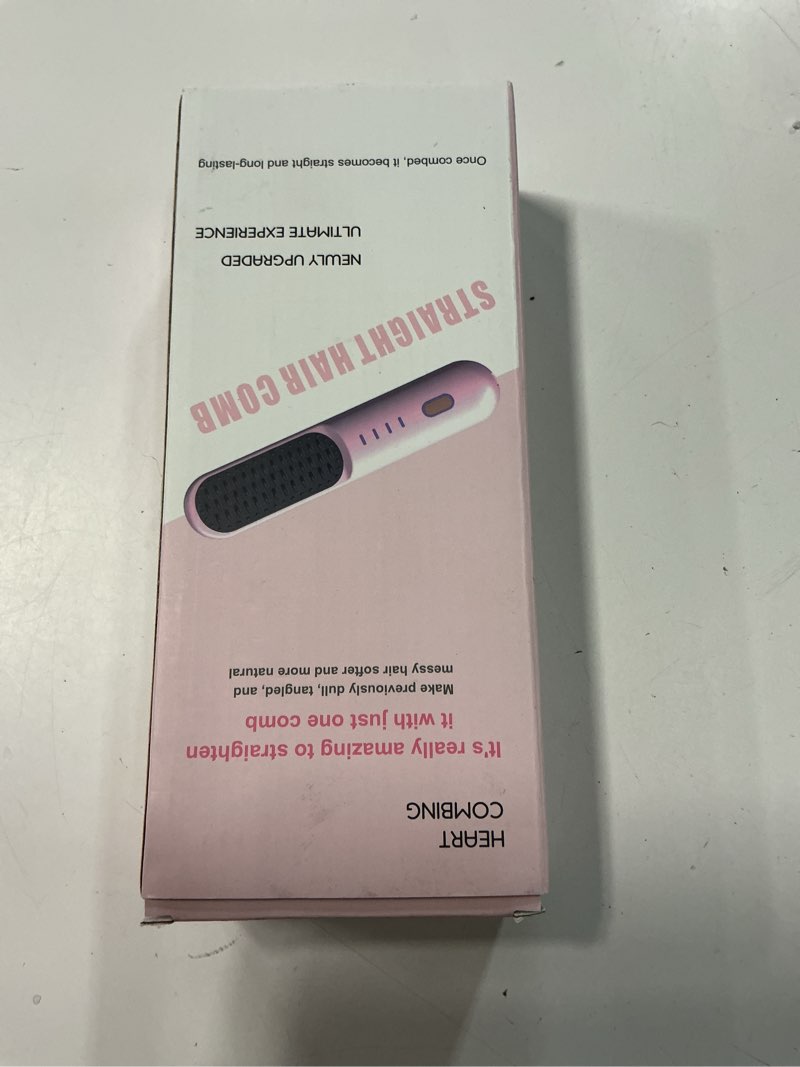 HEART
COMBING
It's really amazing to straighten
it with just one comb
Make previously dull, tangled, and
messy hair softer and more natural
STRAIGHT HAIR COMB
NEWLY UPGRADED
ULTIMATE EXPERIENCE
Once combed, it becomes straight and long-lasting